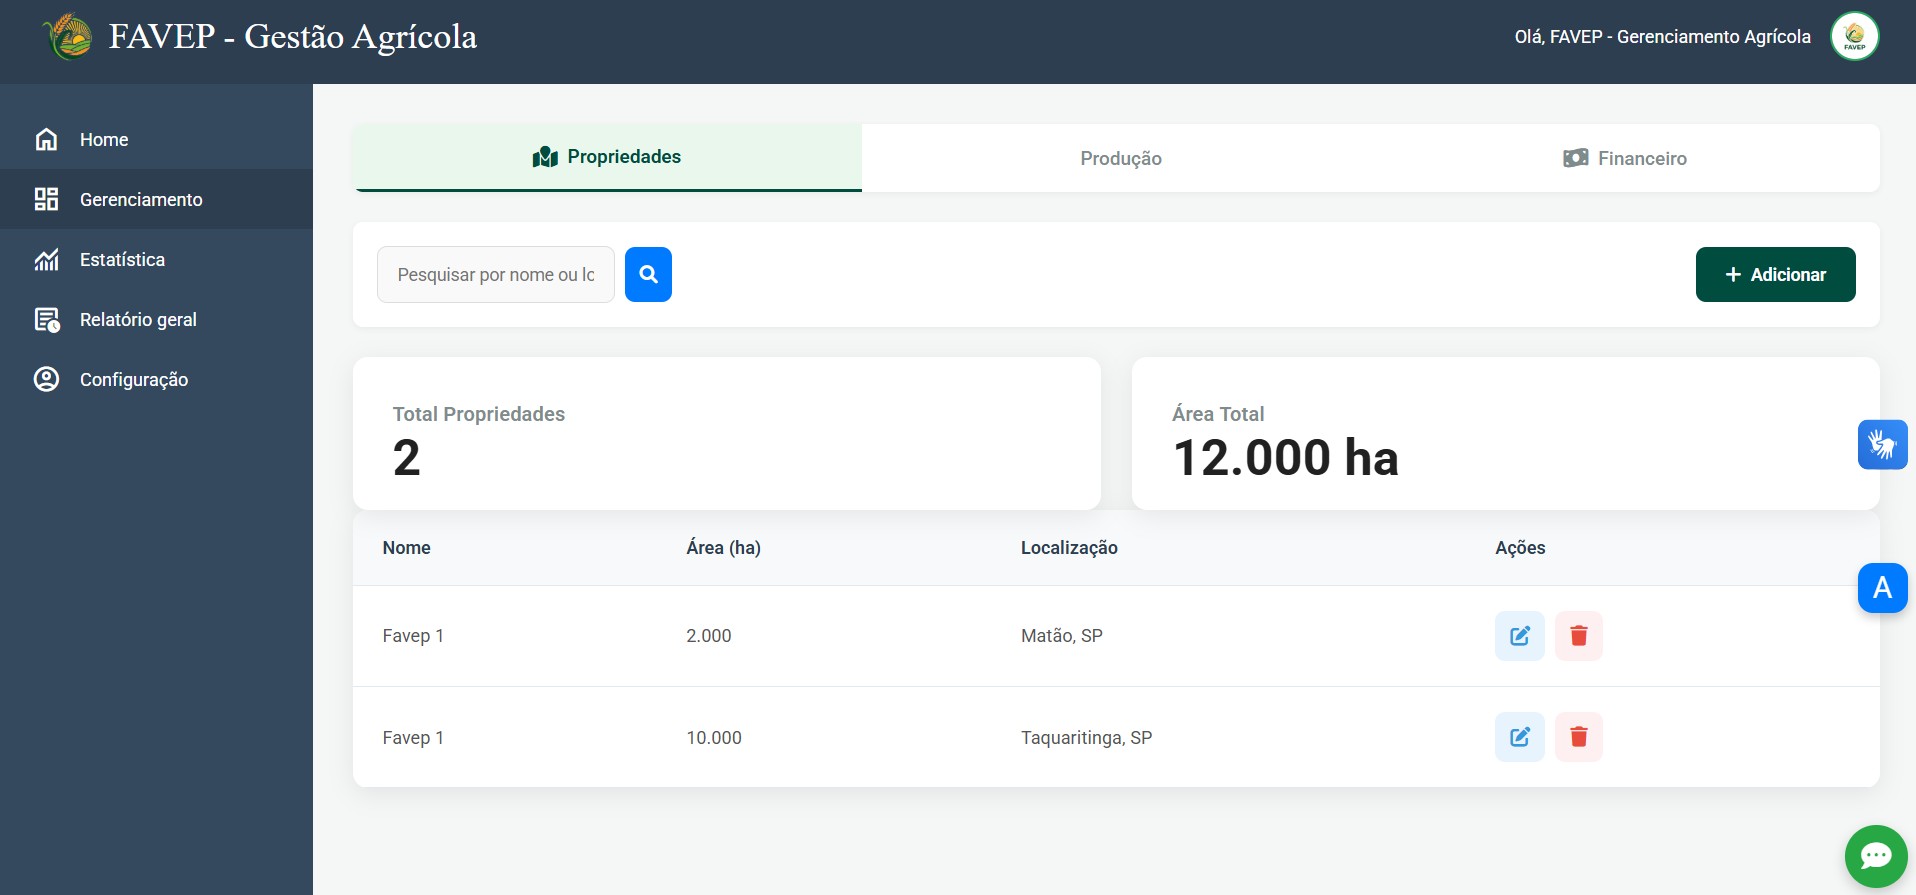 FAVEP - Gestão Agrícola
Olá, FAVEP - Gerenciamento Agrícola
FAVEP
Home
Gerenciamento
Estatística
Relatório geral
Configuração
Propriedades
Produção
Financeiro
Pesquisar por nome ou lo
Adicionar
Total Propriedades
2
Área Total
12.000 ha
Nome Área (ha) Localização Ações
Favep 1 2.000 Matão, SP
Favep 1 10.000 Taquaritinga, SP
A